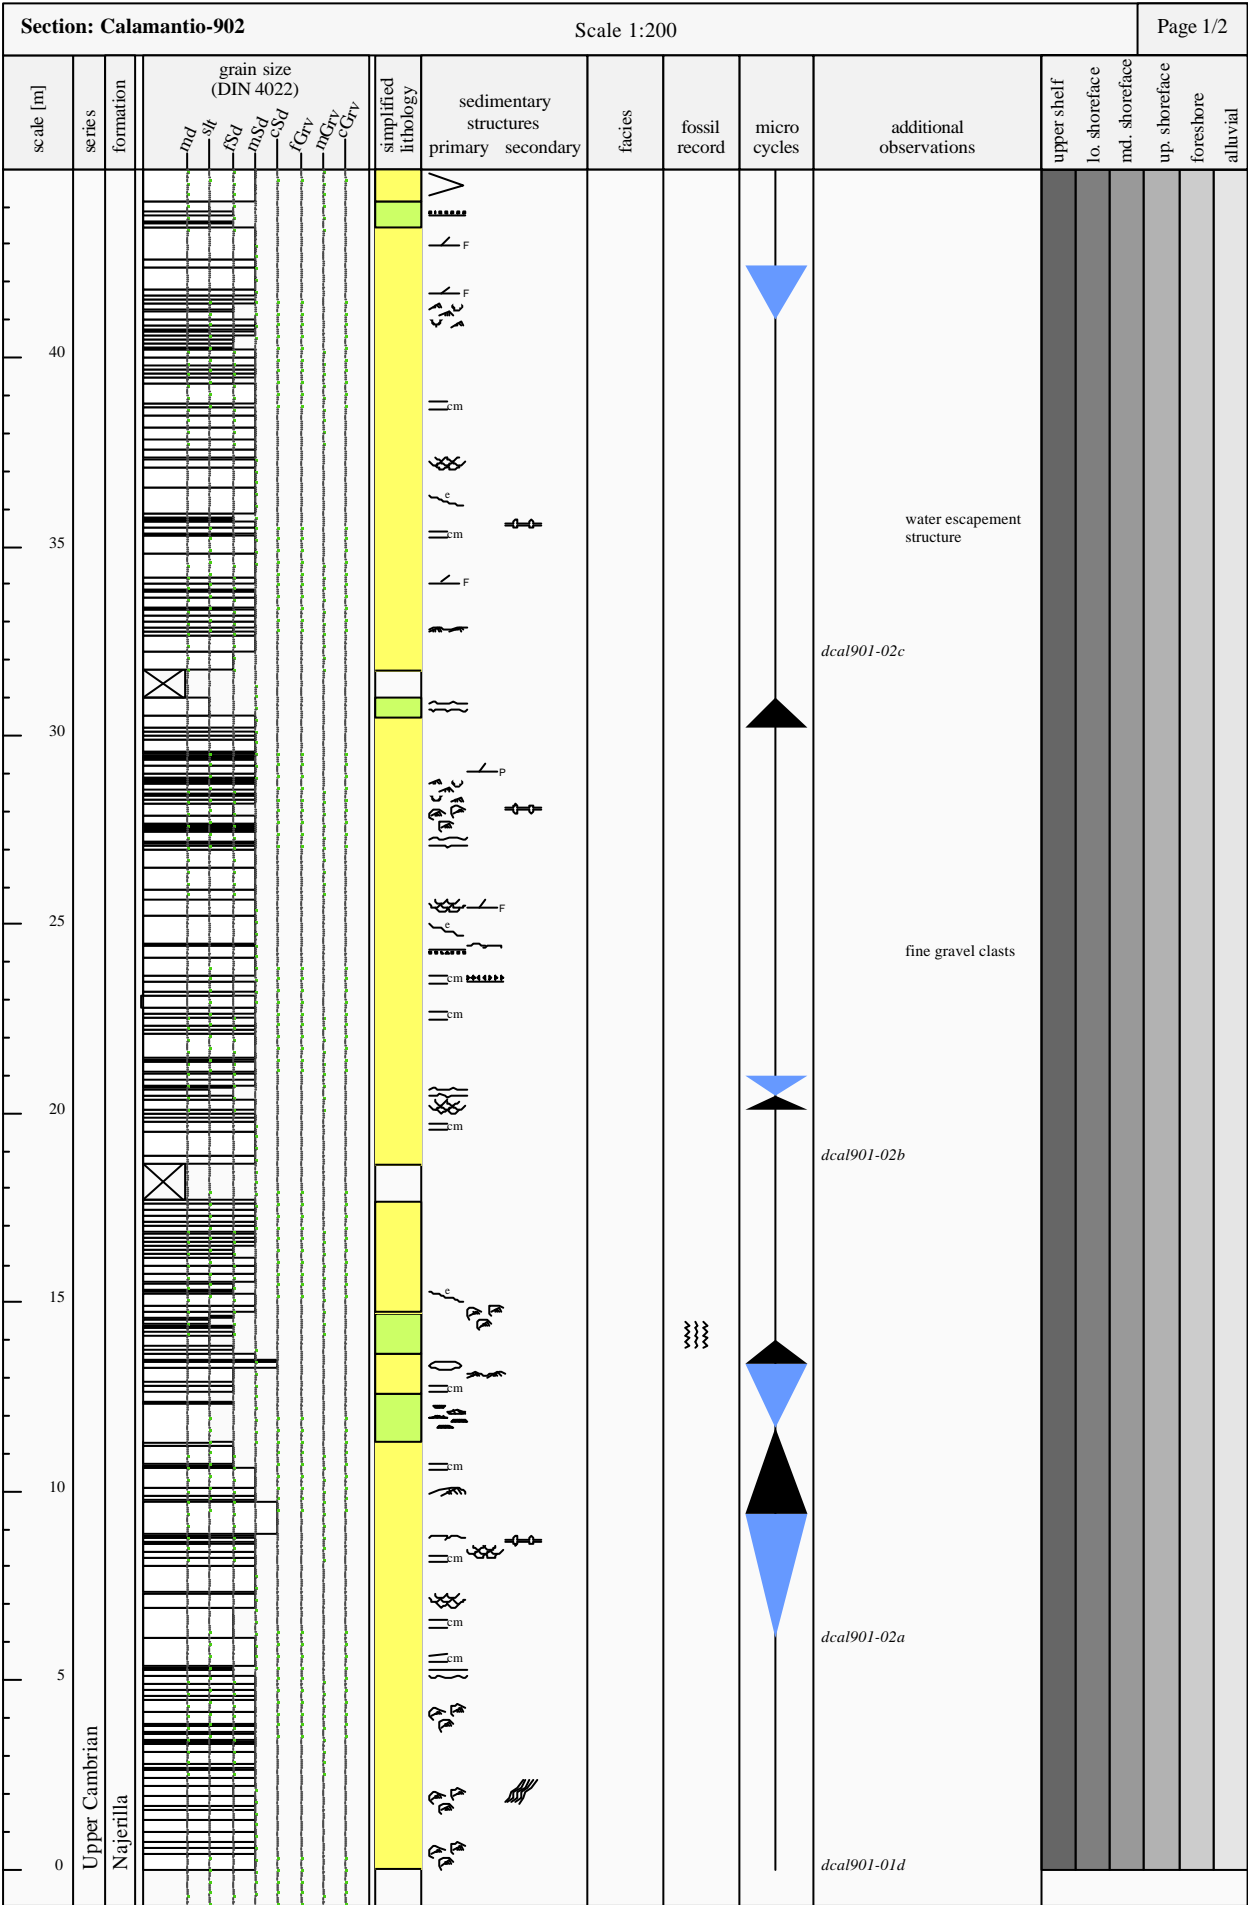 Section: Calamantio-902
Scale 1:200
Page 1/2
scale [m]
series
formation
grain size
(DIN 4022)
md
slt
fSd
mSd
cSd
fGrv
mGrv
cGrv
simplified
lithology
sedimentary
structures
primary secondary
facies
fossil
record
micro
cycles
additional
observations
upper shelf
lo. shoreface
md. shoreface
up. shoreface
foreshore
alluvial
F
F
40
cm
e
water escapement
structure
35
cm
F
dcal901-02c
30
P
F
25
e
fine gravel clasts
cm
cm
20
cm
dcal901-02b
15
e
cm
cm
10
cm
cm
dcal901-02a
cm
5
Upper Cambrian
Najerilla
0
dcal901-01d